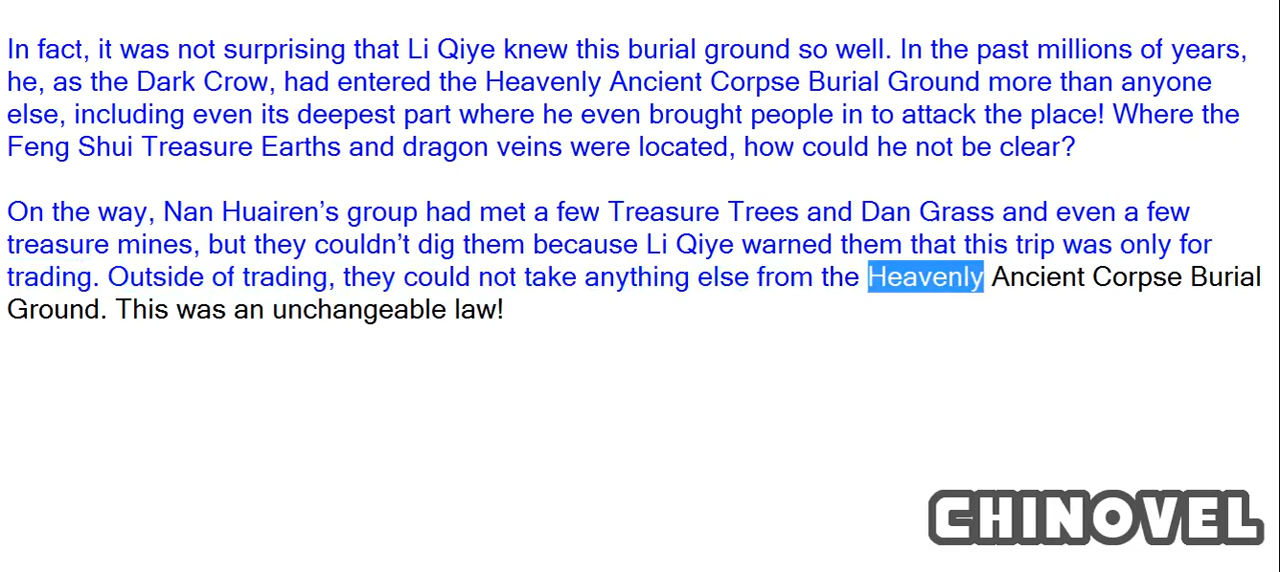 In fact, it was not surprising that Li Qiye knew this burial ground so well. In the past millions of years,
he, as the Dark Crow, had entered the Heavenly Ancient Corpse Burial Ground more than anyone
else, including even its deepest part where he even brought people in to attack the place! Where the
Feng Shui Treasure Earths and dragon veins were located, how could he not be clear?
On the way, Nan Huairen’s group had met a few Treasure Trees and Dan Grass and even a few
treasure mines, but they couldn’t dig them because Li Qiye warned them that this trip was only for
trading. Outside of trading, they could not take anything else from the Heavenly Ancient Corpse Burial
Ground. This was an unchangeable law!
CHINOVEL